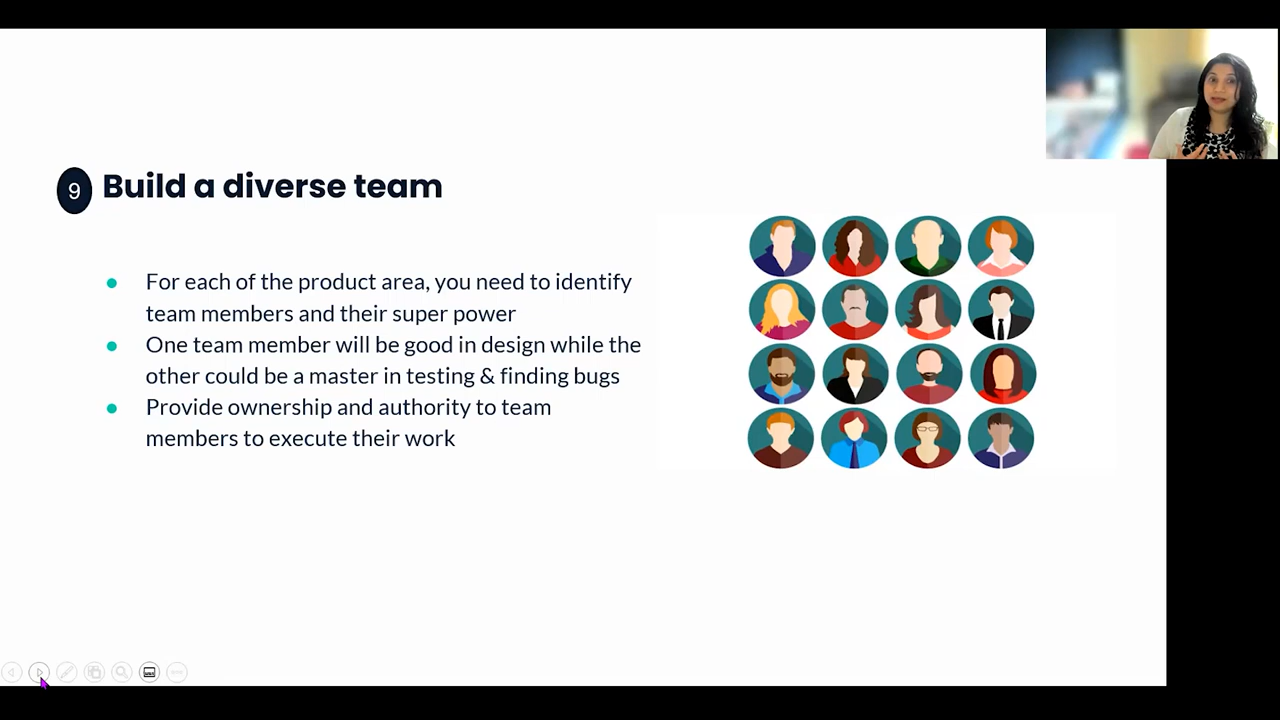 9 Build a diverse team
● For each of the product area, you need to identify
team members and their super power
● One team member will be good in design while the
other could be a master in testing & finding bugs
● Provide ownership and authority to team
members to execute their work